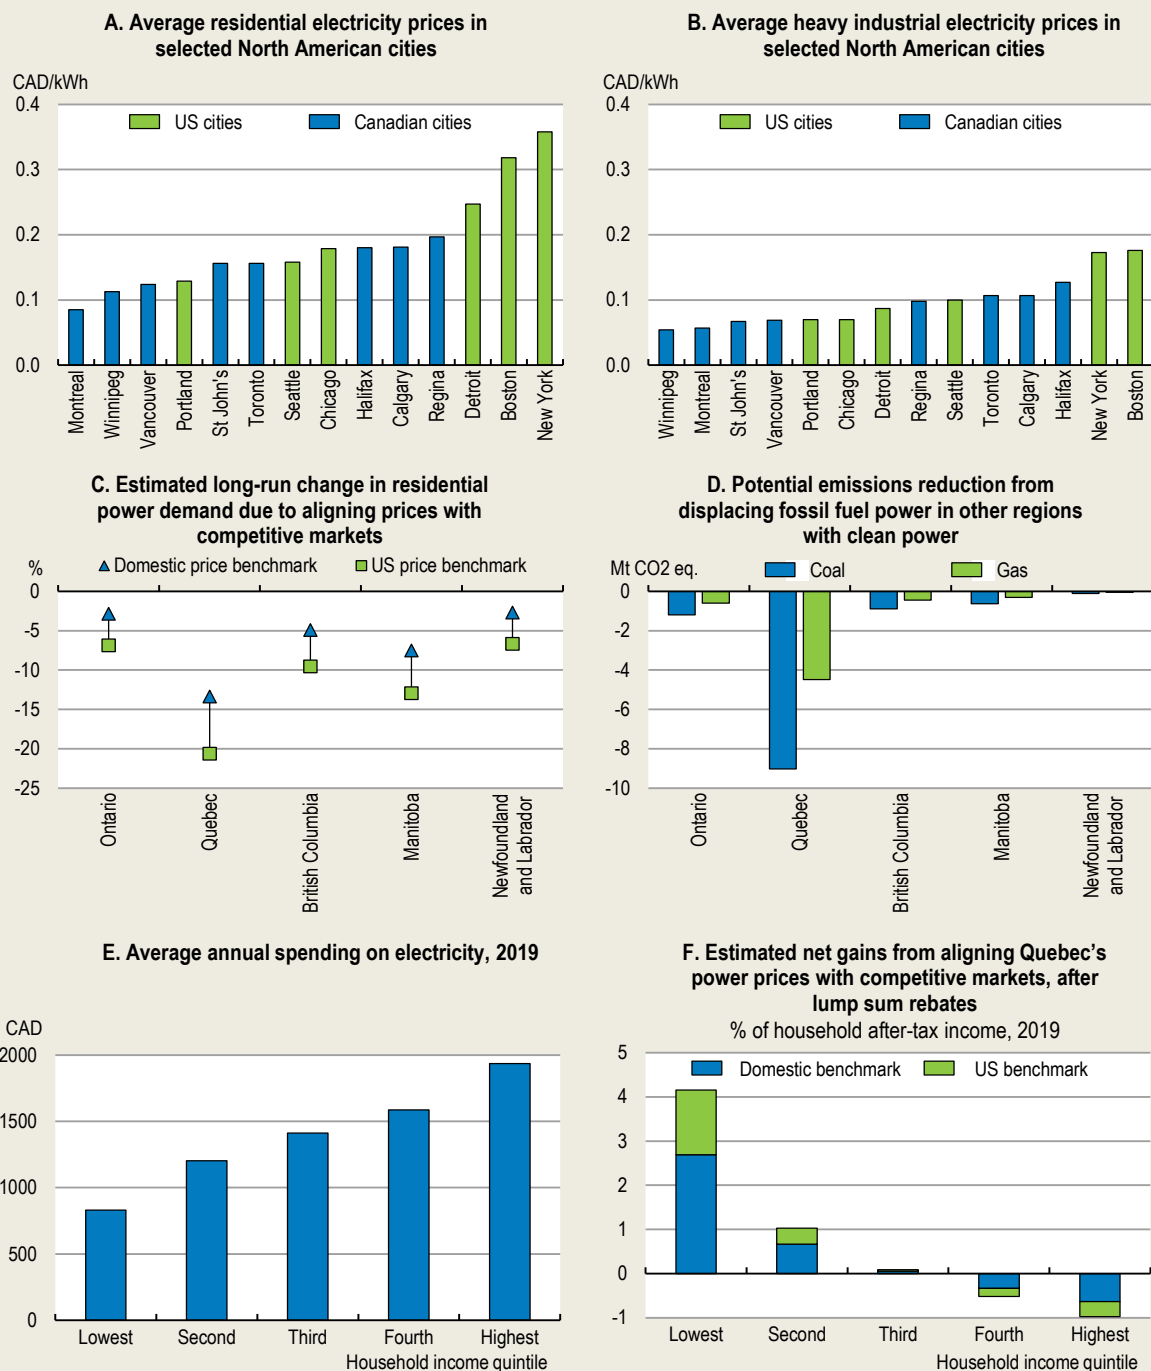 A. Average residential electricity prices in
selected North American cities
CAD/kWh
0.4
0.3
0.2
0.1
0.0
US cities
Canadian cities
Montreal
Winnipeg
Vancouver
Portland
St John's
Toronto
Seattle
Chicago
Halifax
Calgary
Regina
Detroit
Boston
New York
B. Average heavy industrial electricity prices in
selected North American cities
CAD/kWh
0.4
0.3
0.2
0.1
0.0
US cities
Canadian cities
Winnipeg
Montreal
St John's
Vancouver
Portland
Chicago
Detroit
Regina
Seattle
Toronto
Calgary
Halifax
New York
Boston
C. Estimated long-run change in residential
power demand due to aligning prices with
competitive markets
%
Domestic price benchmark
US price benchmark
0
-5
-10
-15
-20
-25
Ontario
Quebec
British Columbia
Manitoba
Newfoundland
and Labrador
D. Potential emissions reduction from
displacing fossil fuel power in other regions
with clean power
Mt CO2 eq.
Coal
Gas
0
-2
-4
-6
-8
-10
Ontario
Quebec
British Columbia
Manitoba
Newfoundland
and Labrador
E. Average annual spending on electricity, 2019
CAD
2000
1500
1000
500
0
Lowest
Second
Third
Fourth
Highest
Household income quintile
F. Estimated net gains from aligning Quebec's
power prices with competitive markets, after
lump sum rebates
% of household after-tax income, 2019
5
4
3
2
1
0
-1
Domestic benchmark
US benchmark
Lowest
Second
Third
Fourth
Highest
Household income quintile